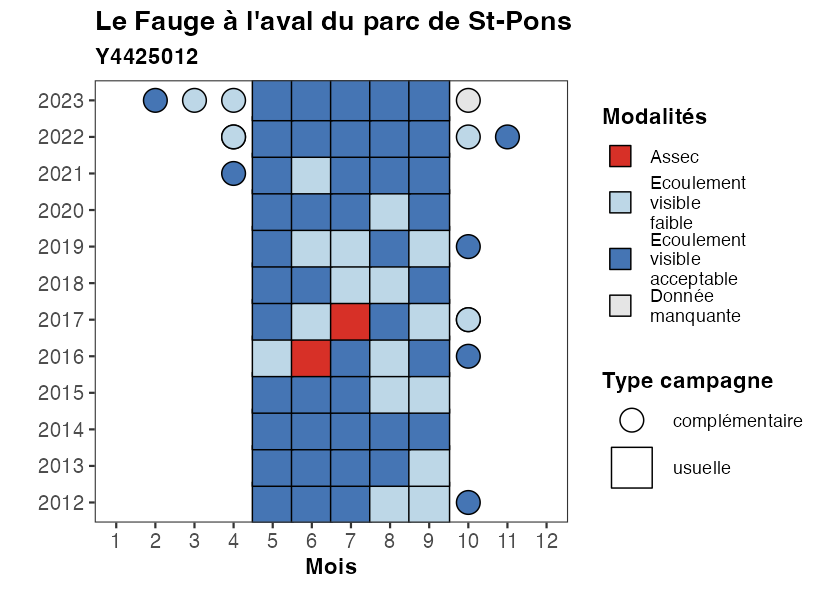 Le Fauge à l'aval du parc de St-Pons
Y4425012
2023
2022
2021
2020
2019
2018
2017
2016
2015
2014
2013
2012
1 2 3 4 5 6 7 8 9 10 11 12
Mois
Modalités
Assec
Ecoulement
visible
faible
Ecoulement
visible
acceptable
Donnée
manquante
Type campagne
complémentaire
usuelle